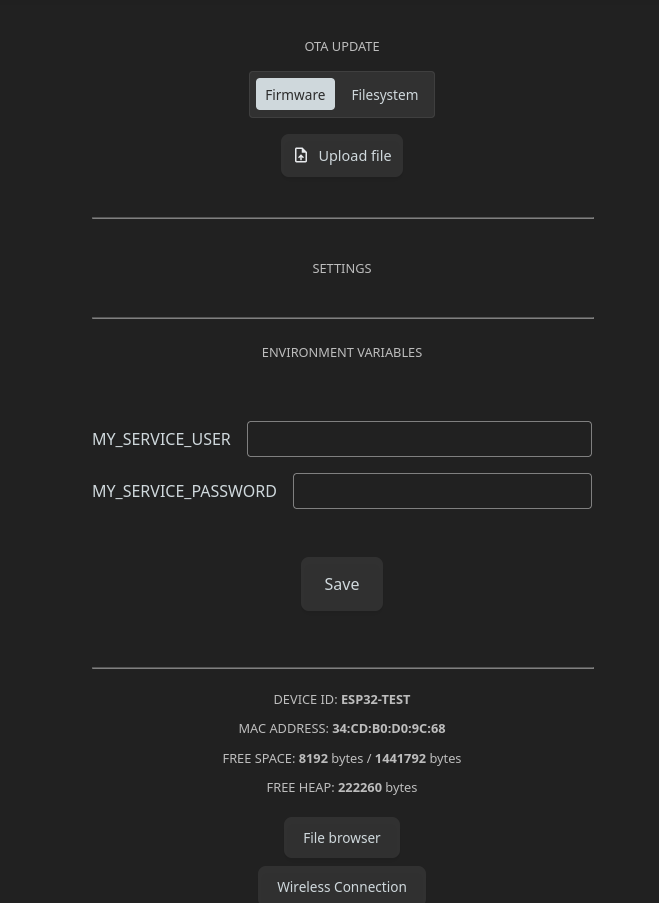 OTA UPDATE
Firmware Filesystem
Upload file
SETTINGS
ENVIRONMENT VARIABLES
MY_SERVICE_USER
MY_SERVICE_PASSWORD
Save
DEVICE ID: ESP32-TEST
MAC ADDRESS: 34:CD:B0:D0:9C:68
FREE SPACE: 8192 bytes / 1441792 bytes
FREE HEAP: 222260 bytes
File browser
Wireless Connection